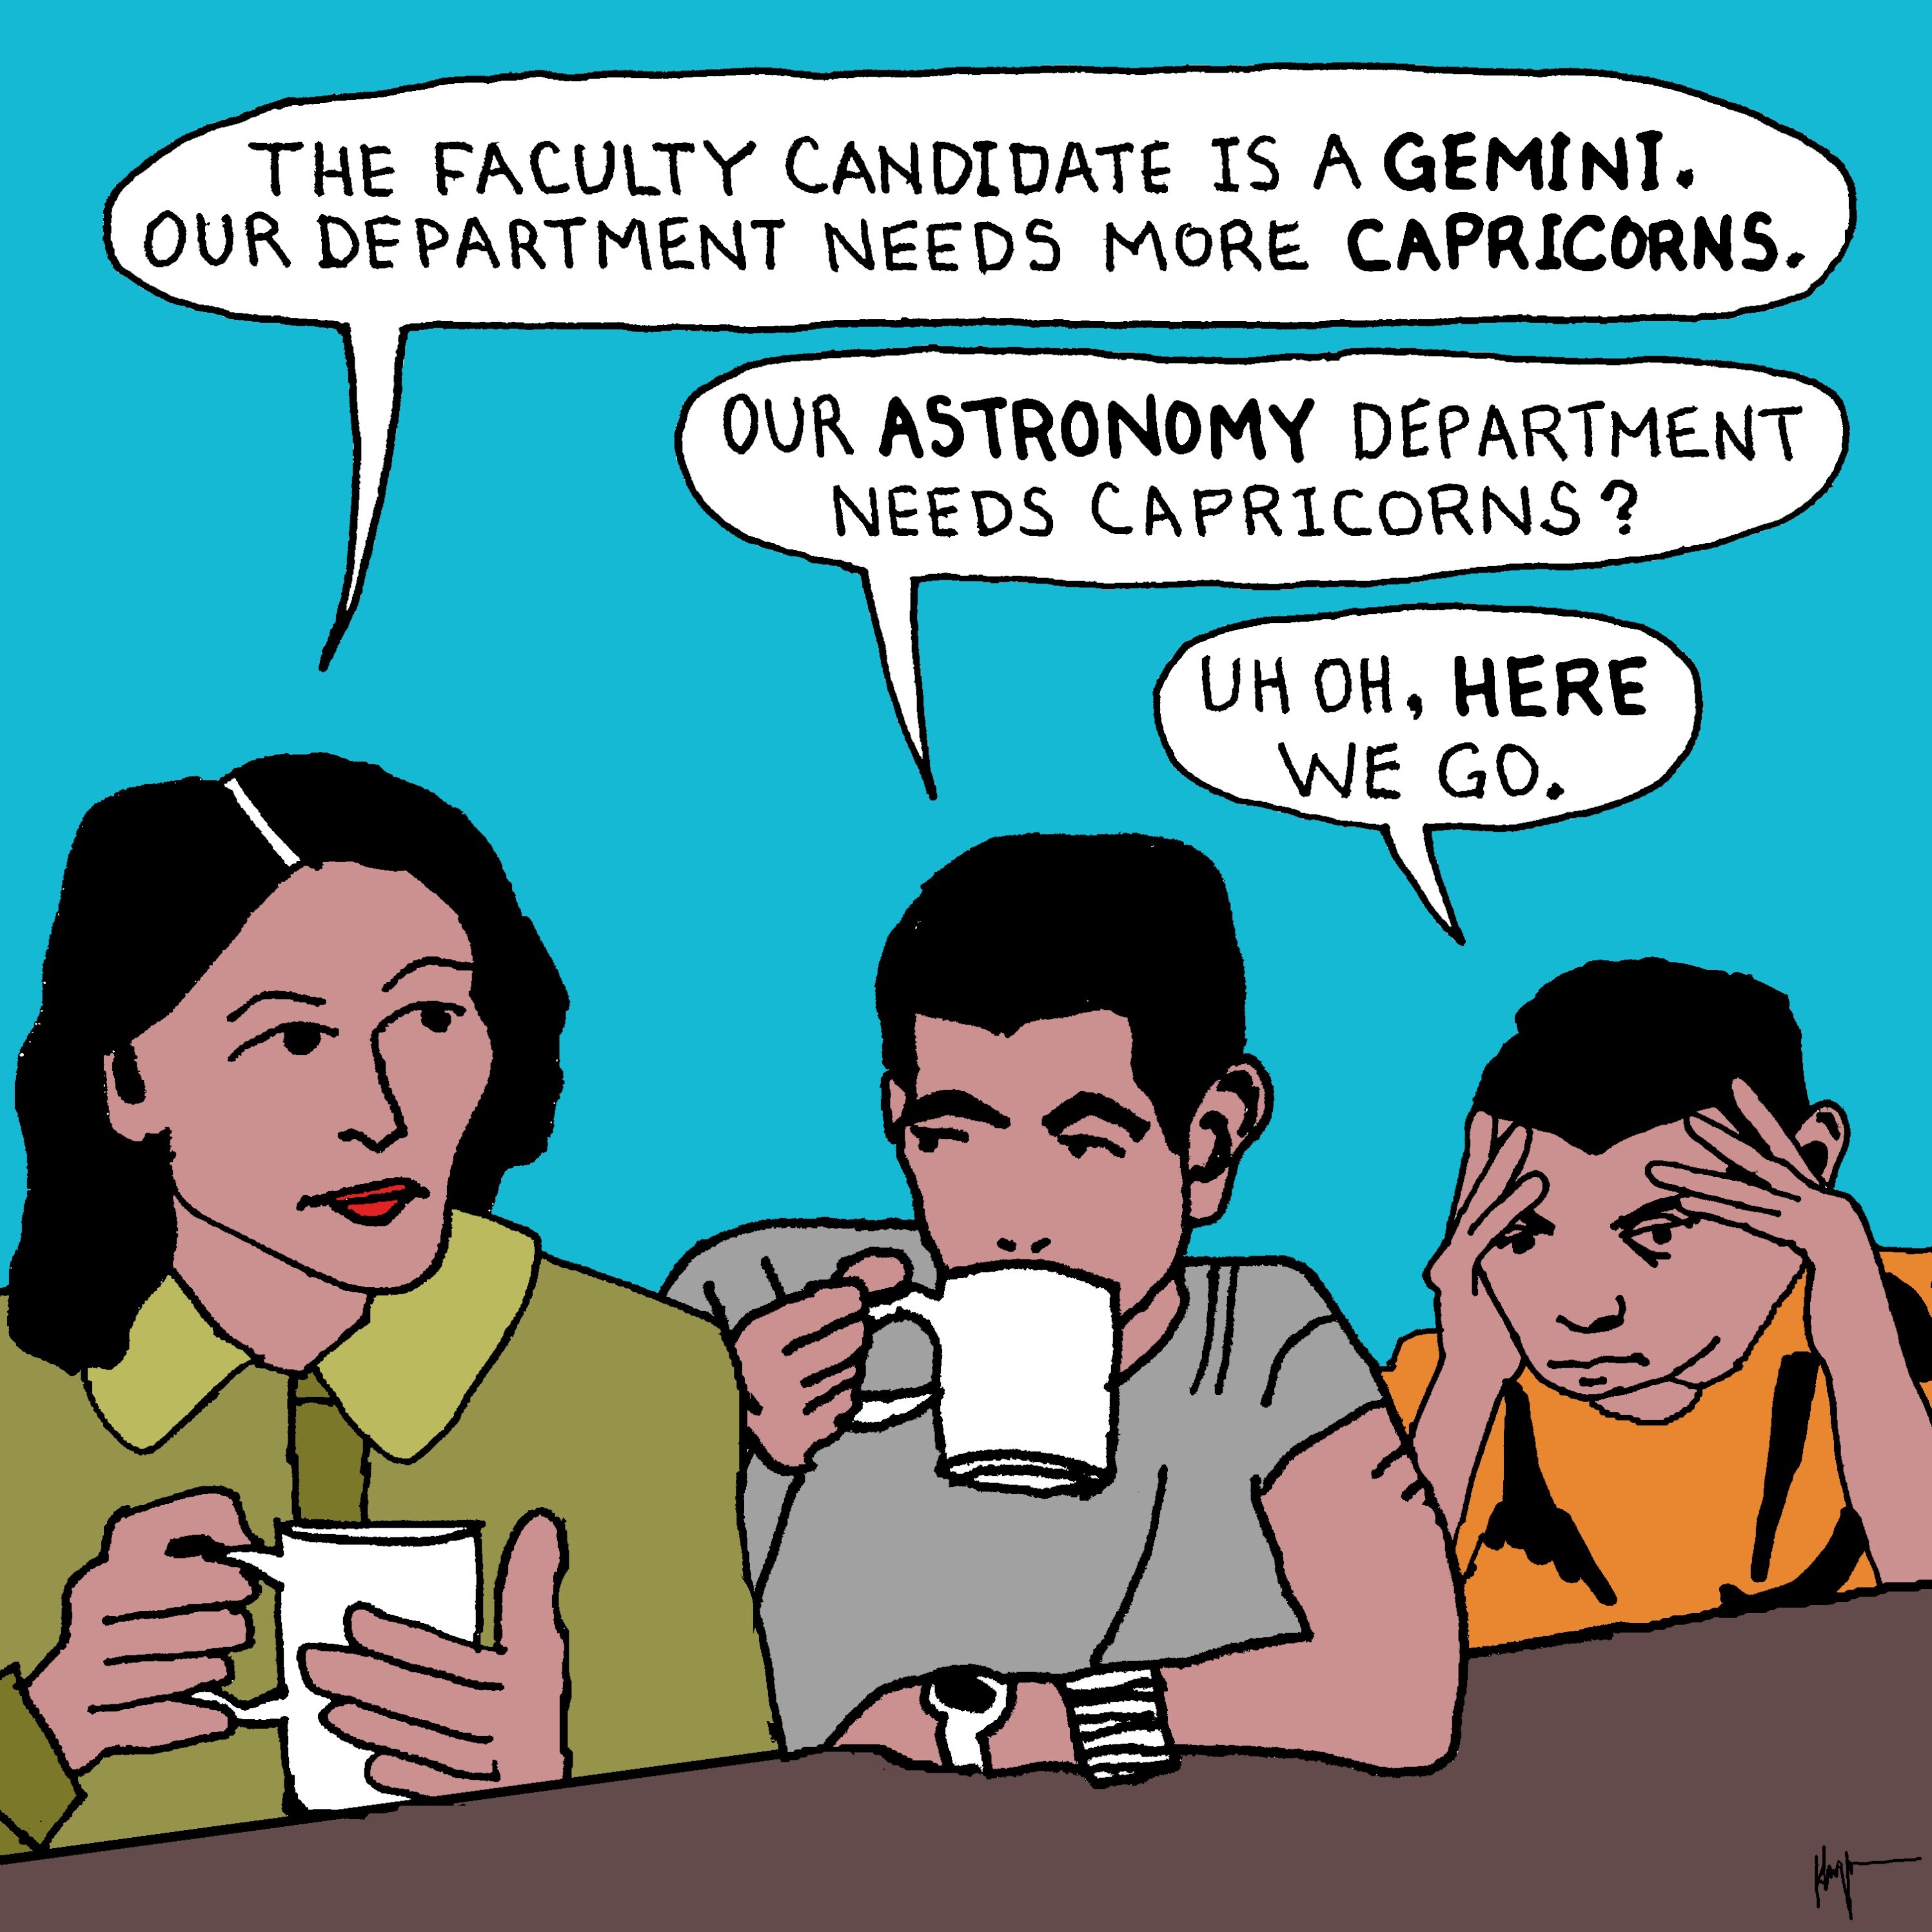 THE FACULTY CANDIDATE IS A GEMINI.
OUR DEPARTMENT NEEDS MORE CAPRICORNS.
OUR ASTRONOMY DEPARTMENT
NEEDS CAPRICORNS?
UH OH, HERE
WE GO.